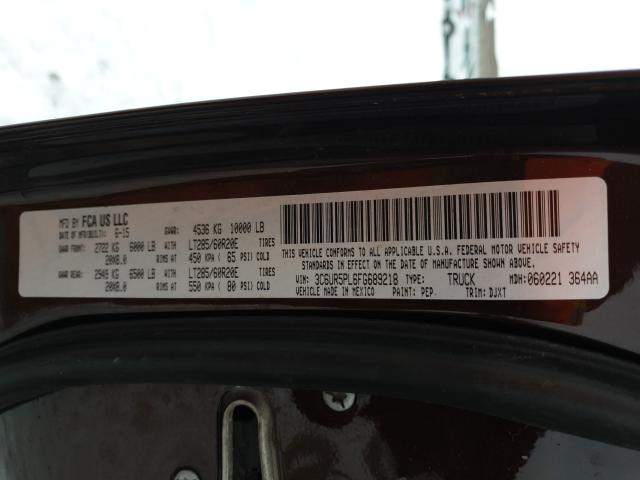 MFD BY FCA US LLC
DATE OF MFR(BUILT): 6-15
GVWR: 4536 KG 10000 LB
GAWR FRONT: 2722 KG 6000 LB WITH LT285/60R20E TIRES
20X8.0 RIMS AT 450 KPA ( 65 PSI COLD)
GAWR REAR: 2949 KG 6500 LB WITH LT285/60R20E TIRES
20X8.0 RIMS AT 550 KPA ( 80 PSI COLD)
THIS VEHICLE CONFORMS TO ALL APPLICABLE U.S.A. FEDERAL MOTOR VEHICLE SAFETY
STANDARDS IN EFFECT ON THE DATE OF MANUFACTURE SHOWN ABOVE.
VIN: 3C6UR5PL6FG689218 TYPE: TRUCK MDH: 060221 364AA
VEHICLE MADE IN MEXICO PAINT: PEP TRIM: DJXT